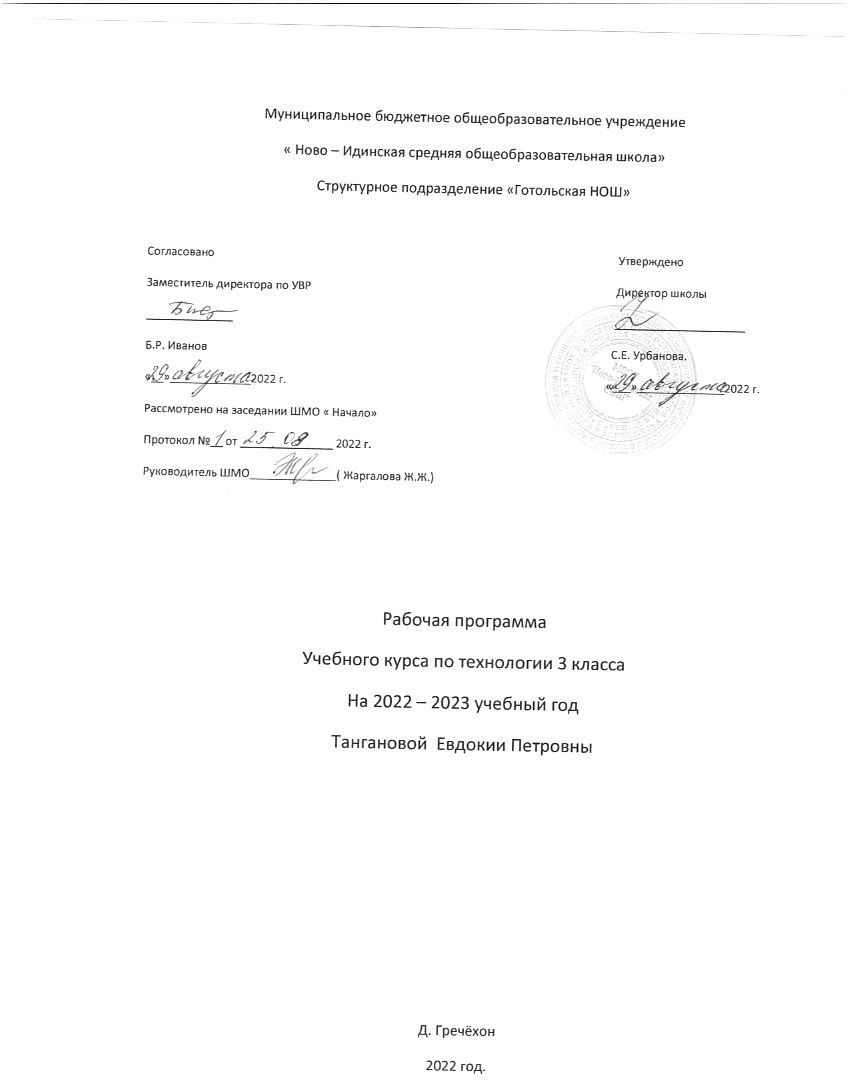 Муниципальное бюджетное общеобразовательное учреждение
« Ново – Идинская средняя общеобразовательная школа»
Структурное подразделение «Готольская НОШ»
Согласовано
Заместитель директора по УВР
Б.Р. Иванов
«29» августа 2022 г.
Рассмотрено на заседании ШМО « Начало»
Протокол № 1 от 25 08 2022 г.
Руководитель ШМО ( Жаргалова Ж.Ж.)
Утверждено
Директор школы
С.Е. Урбанова.
«29» августа 2022 г.
Рабочая программа
Учебного курса по технологии 3 класса
На 2022 – 2023 учебный год
Тангановой Евдокии Петровны
Д. Гречёхон
2022 год.